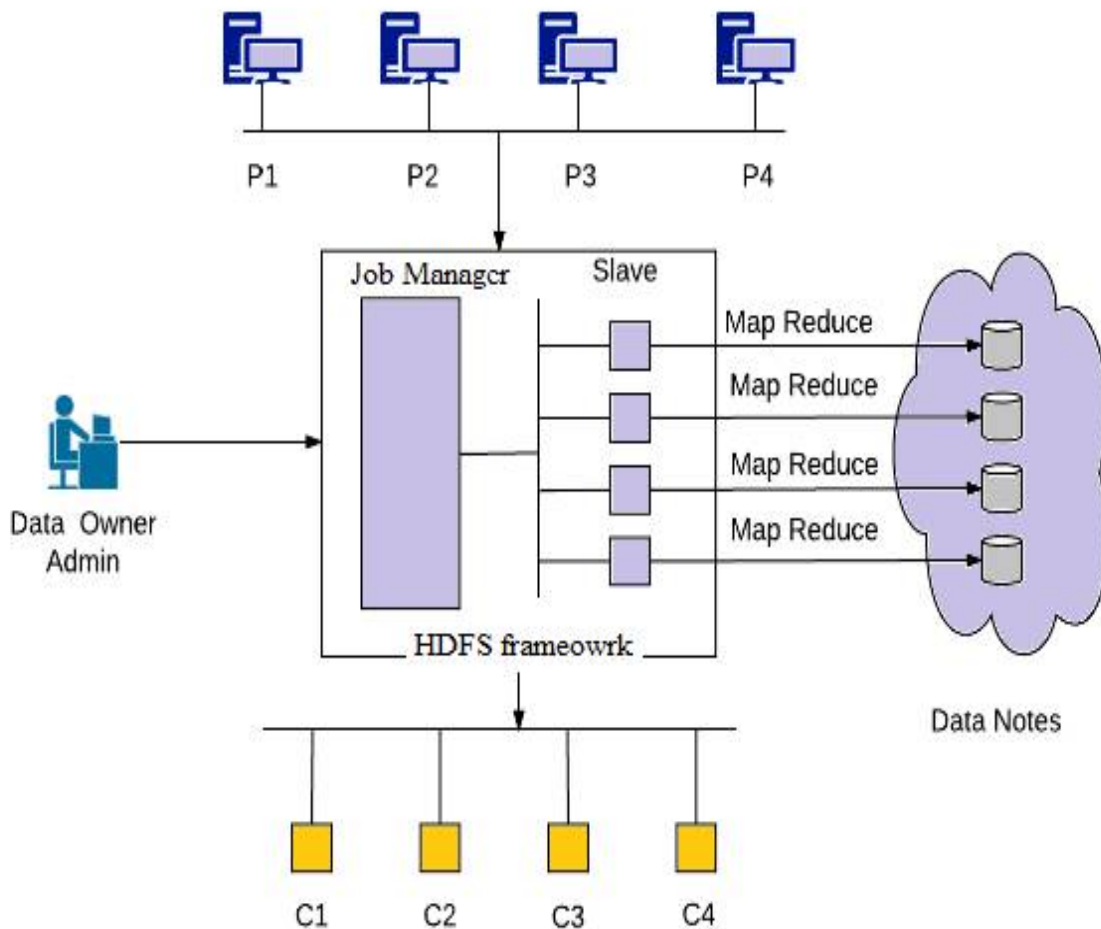 P1
P2
P3
P4
Job Manager
Slave
Map Reduce
Map Reduce
Map Reduce
Map Reduce
Data Owner
Admin
HDFS frameowrk
Data Notes
C1
C2
C3
C4